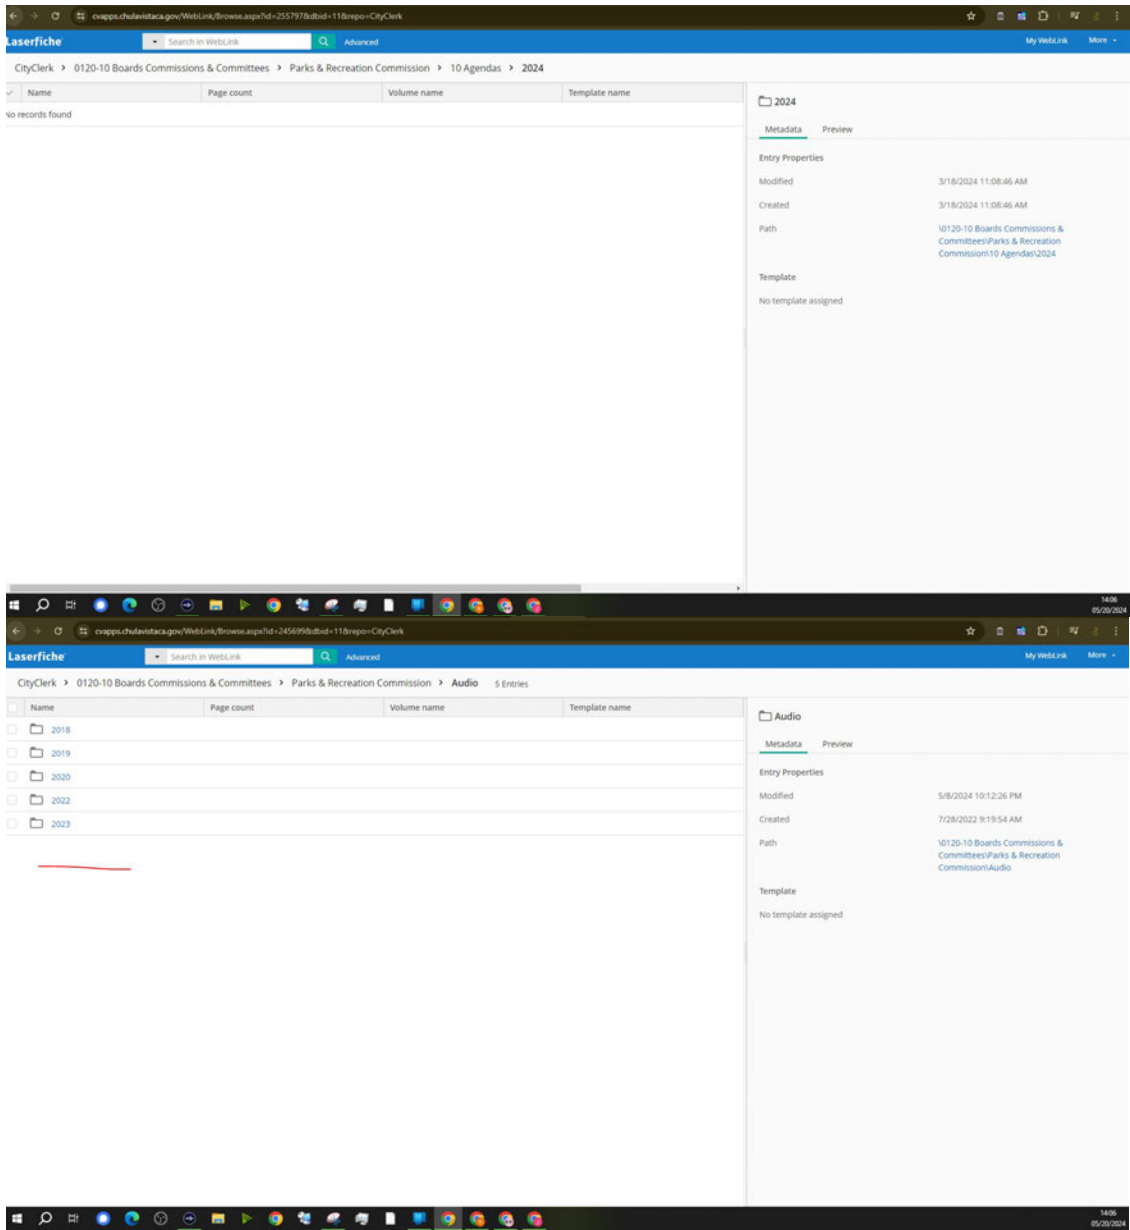 cvapps.chulavistaca.gov/WebLink/Browse.aspx?id=255797&dbid=11&repo=CityClerk
Laserfiche Search in WebLink Advanced My WebLink More
CityClerk > 0120-10 Boards Commissions & Committees > Parks & Recreation Commission > 10 Agendas > 2024
Name Page count Volume name Template name
No records found
2024
Metadata Preview
Entry Properties
Modified 3/18/2024 11:08:46 AM
Created 3/18/2024 11:08:46 AM
Path \0120-10 Boards Commissions &
Committees\Parks & Recreation
Commission\10 Agendas\2024
Template
No template assigned
14:06
05/20/2024
cvapps.chulavistaca.gov/WebLink/Browse.aspx?id=245699&dbid=11&repo=CityClerk
Laserfiche Search in WebLink Advanced My WebLink More
CityClerk > 0120-10 Boards Commissions & Committees > Parks & Recreation Commission > Audio 5 Entries
Name Page count Volume name Template name
2018
2019
2020
2022
2023
Audio
Metadata Preview
Entry Properties
Modified 5/8/2024 10:12:26 PM
Created 7/28/2022 9:19:54 AM
Path \0120-10 Boards Commissions &
Committees\Parks & Recreation
Commission\Audio
Template
No template assigned
14:06
05/20/2024